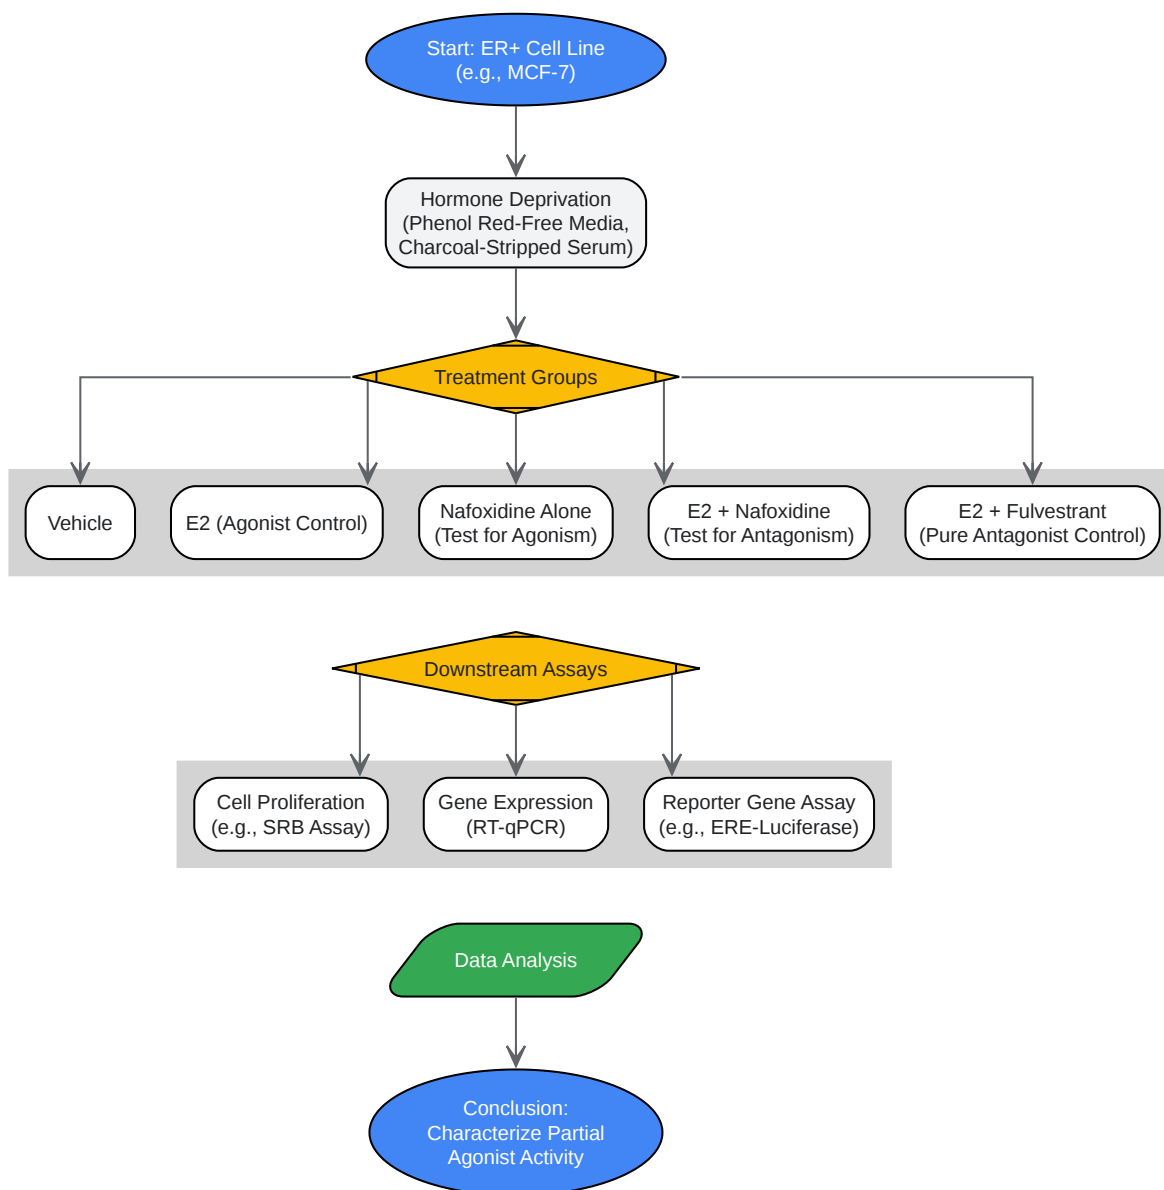 Start: ER+ Cell Line
(e.g., MCF-7)
Hormone Deprivation
(Phenol Red-Free Media,
Charcoal-Stripped Serum)
Treatment Groups
Vehicle
E2 (Agonist Control)
Nafoxidine Alone
(Test for Agonism)
E2 + Nafoxidine
(Test for Antagonism)
E2 + Fulvestrant
(Pure Antagonist Control)
Downstream Assays
Cell Proliferation
(e.g., SRB Assay)
Gene Expression
(RT-qPCR)
Reporter Gene Assay
(e.g., ERE-Luciferase)
Data Analysis
Conclusion:
Characterize Partial
Agonist Activity